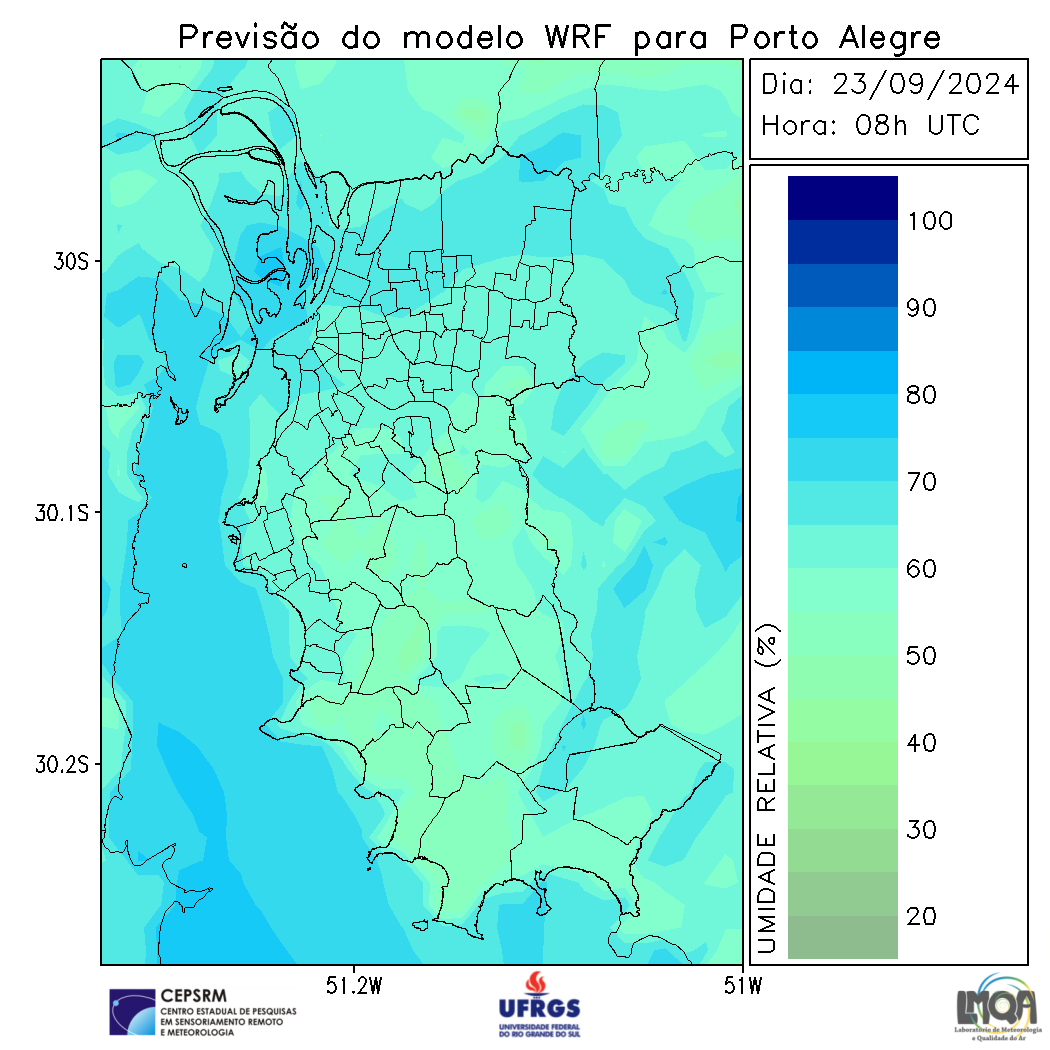 Previsão do modelo WRF para Porto Alegre
Dia: 23/09/2024
Hora: 08h UTC
30S
30.1S
30.2S
51.2W
51W
100
90
80
70
60
50
40
30
20
UMIDADE RELATIVA (%)
CEPSRM
CENTRO ESTADUAL DE PESQUISAS
EM SENSORIAMENTO REMOTO
E METEOROLOGIA
UFRGS
UNIVERSIDADE FEDERAL
DO RIO GRANDE DO SUL
LMQA
Laboratório de Meteorologia
e Qualidade do Ar